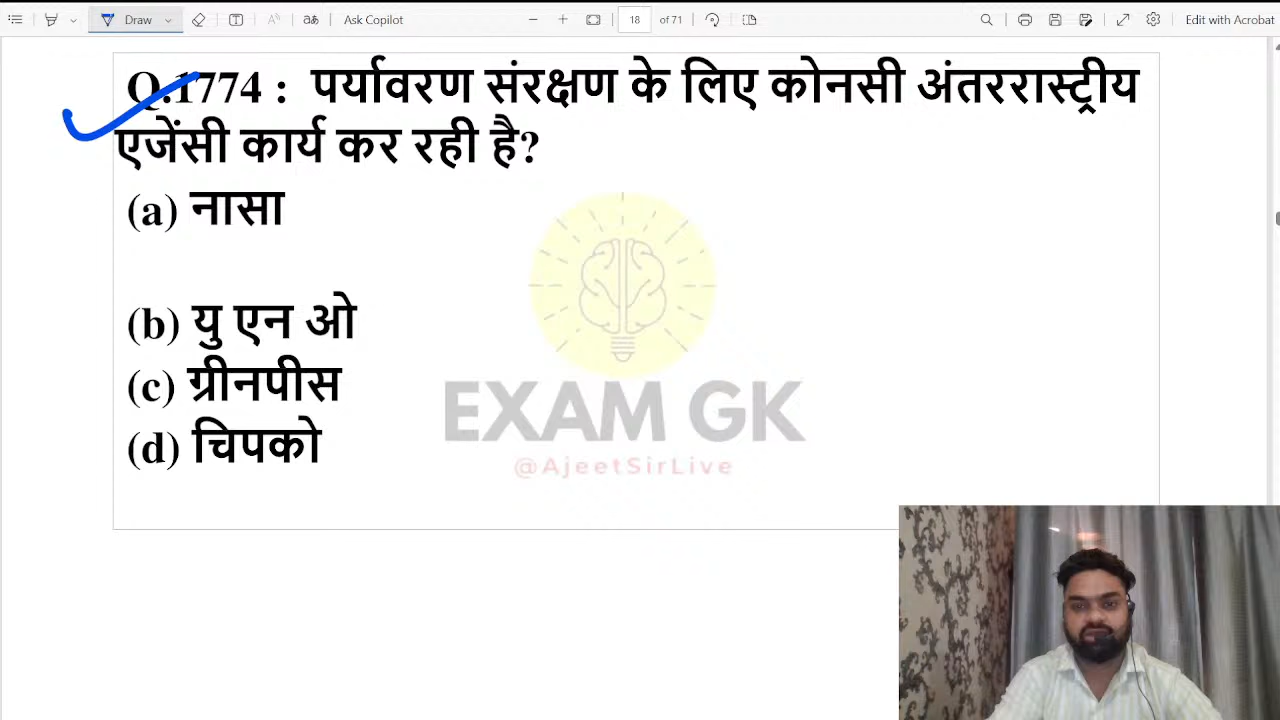 Draw
Ask Copilot
18 of 71
Edit with Acrobat
Q.1774 : पर्यावरण संरक्षण के लिए कोनसी अंतररास्ट्रीय
एजेंसी कार्य कर रही है?
(a) नासा
(b) यु एन ओ
(c) ग्रीनपीस
(d) चिपको
EXAM GK
@AjeetSirLive